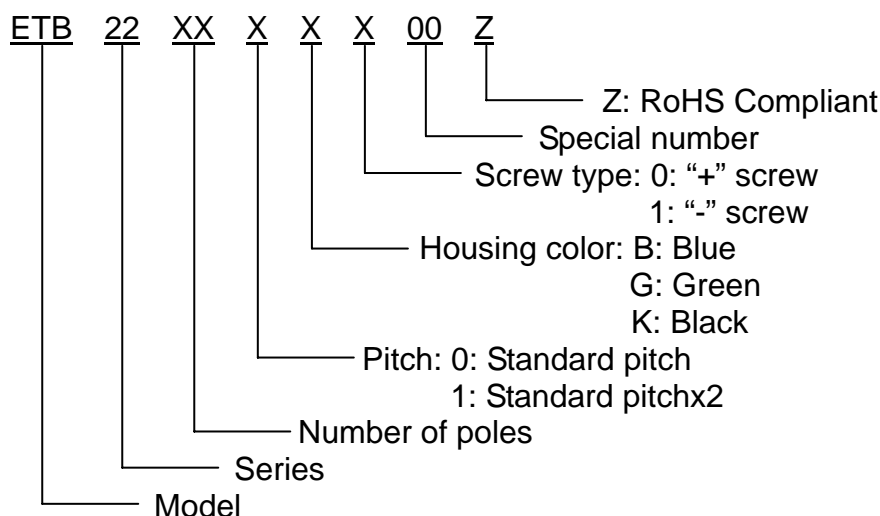 ETB 22 XX X X X 00 Z
Z: RoHS Compliant
Special number
Screw type: 0: “+” screw
1: “-” screw
Housing color: B: Blue
G: Green
K: Black
Pitch: 0: Standard pitch
1: Standard pitchx2
Number of poles
Series
Model